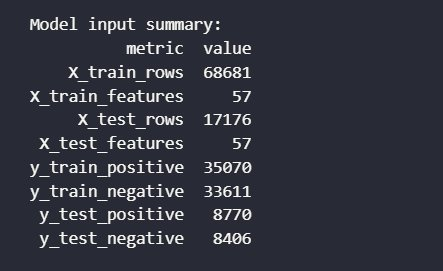 Model input summary:
metric value
X_train_rows 68681
X_train_features 57
X_test_rows 17176
X_test_features 57
y_train_positive 35070
y_train_negative 33611
y_test_positive 8770
y_test_negative 8406